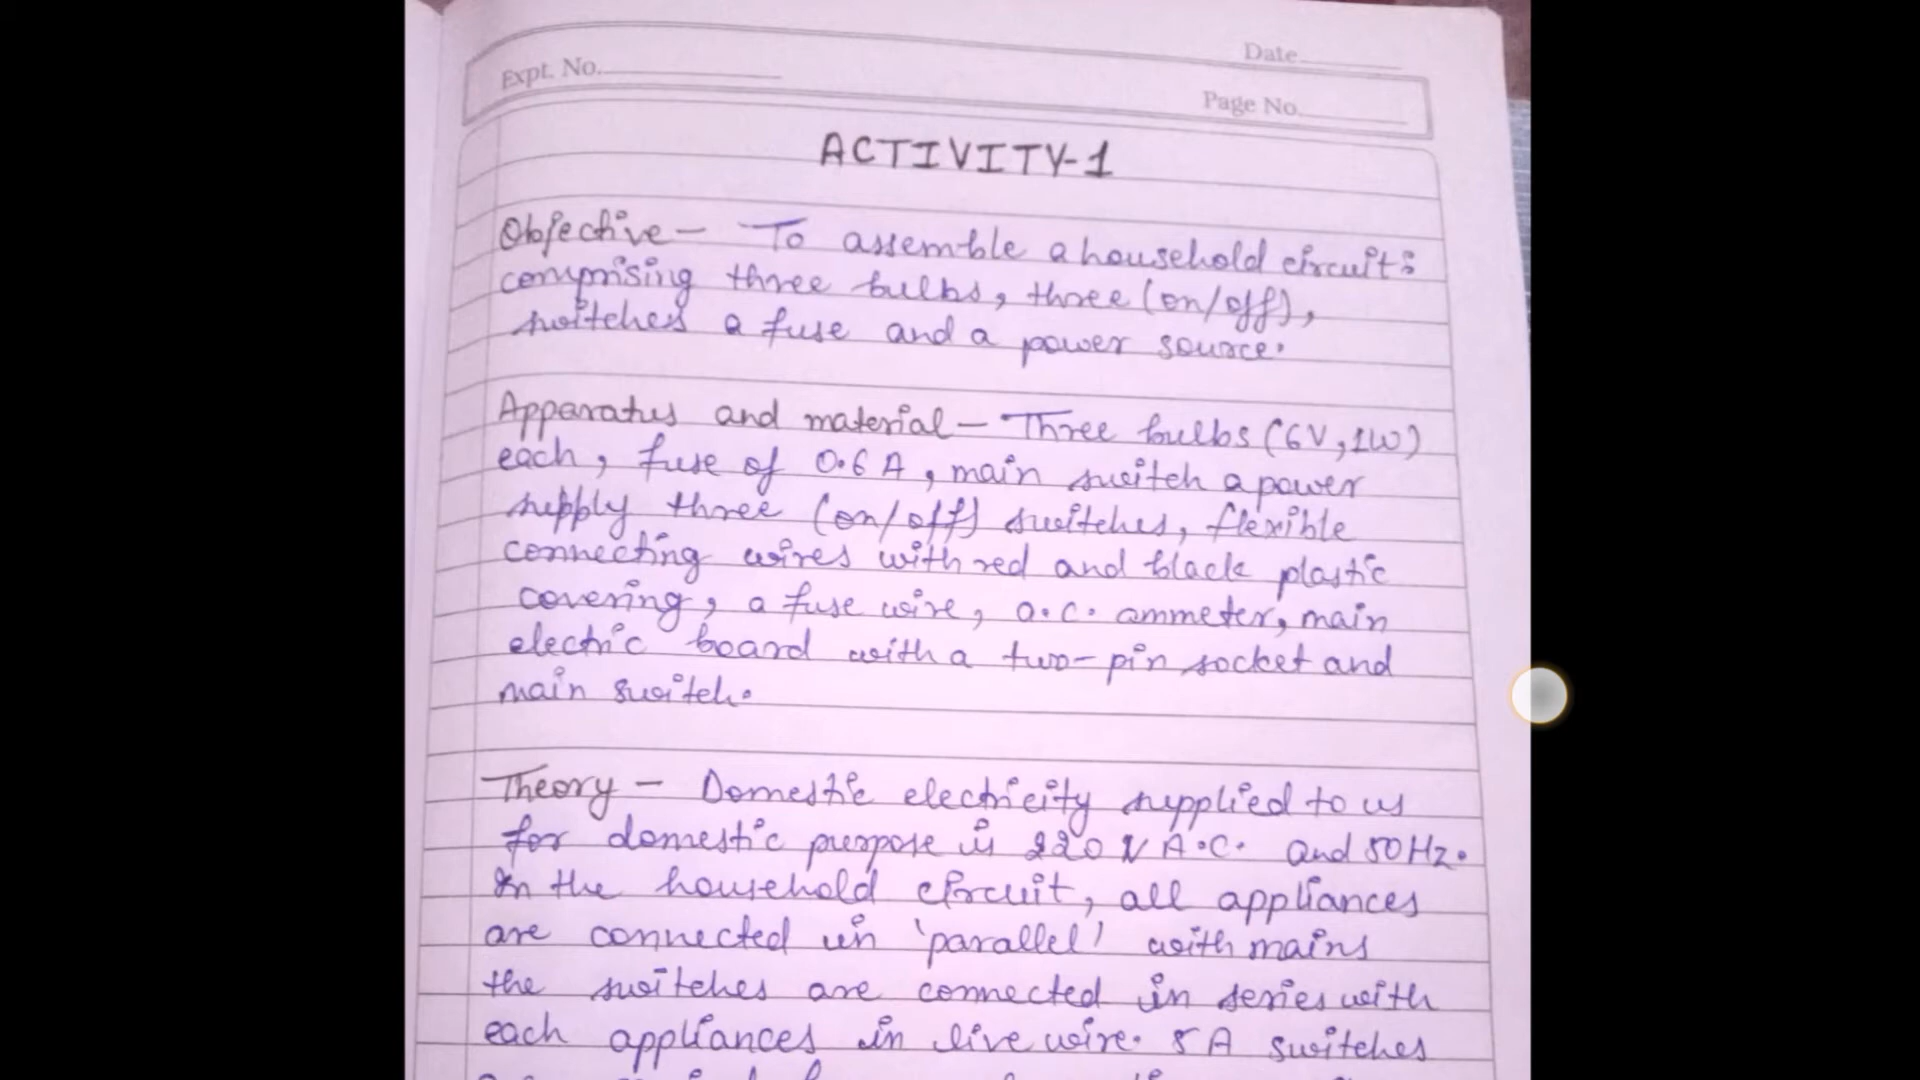 Date
Expt. No.
Page No.
ACTIVITY-1
Objective - To assemble a household circuit:
comprising three bulbs, three (on/off),
switches a fuse and a power source.
Apparatus and material - Three bulbs (6V, 1W)
each, fuse of 0.6 A, main switch a power
supply three (on/off) switches, flexible
connecting wires with red and black plastic
covering, a fuse wire, a.c. ammeter, main
electric board with a two-pin socket and
main switch.
Theory - Domestic electricity supplied to us
for domestic purpose is 220 V A.C. and 50Hz.
In the household circuit, all appliances
are connected in 'parallel' with mains
the switches are connected in series with
each appliances in live wire. 5 A switches